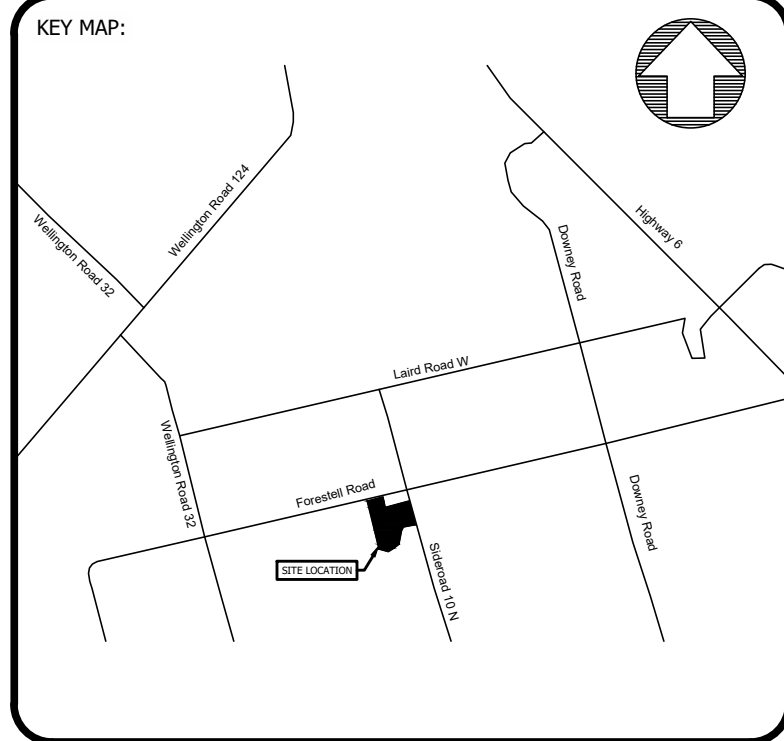 KEY MAP:
Wellington Road 124
Wellington Road 32
Highway 6
Downey Road
Laird Road W
Wellington Road 32
Forestell Road
Downey Road
Sideroad 10 N
SITE LOCATION